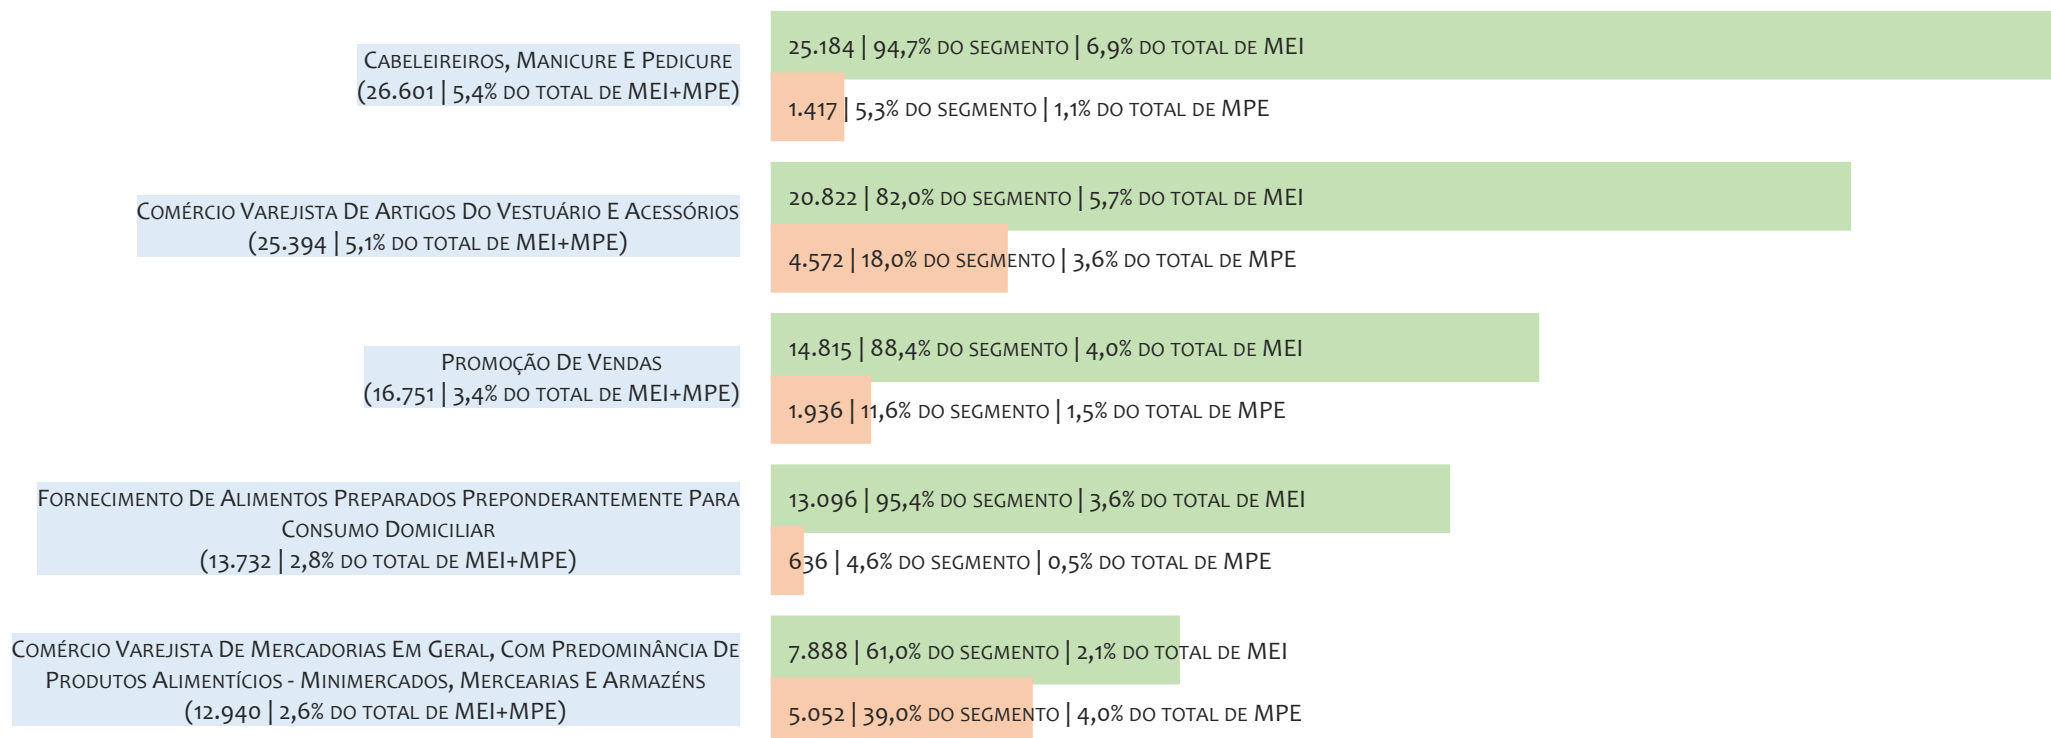 Cabeleireiros, Manicure E Pedicure
(26.601 | 5,4% do total de MEI+MPE)
25.184 | 94,7% do segmento | 6,9% do total de MEI
1.417 | 5,3% do segmento | 1,1% do total de MPE
Comércio Varejista De Artigos Do Vestuário E Acessórios
(25.394 | 5,1% do total de MEI+MPE)
20.822 | 82,0% do segmento | 5,7% do total de MEI
4.572 | 18,0% do segmento | 3,6% do total de MPE
Promoção De Vendas
(16.751 | 3,4% do total de MEI+MPE)
14.815 | 88,4% do segmento | 4,0% do total de MEI
1.936 | 11,6% do segmento | 1,5% do total de MPE
Fornecimento De Alimentos Preparados Preponderantemente Para
Consumo Domiciliar
(13.732 | 2,8% do total de MEI+MPE)
13.096 | 95,4% do segmento | 3,6% do total de MEI
636 | 4,6% do segmento | 0,5% do total de MPE
Comércio Varejista De Mercadorias Em Geral, Com Predominância De
Produtos Alimentícios - Minimercados, Mercearias E Armazéns
(12.940 | 2,6% do total de MEI+MPE)
7.888 | 61,0% do segmento | 2,1% do total de MEI
5.052 | 39,0% do segmento | 4,0% do total de MPE